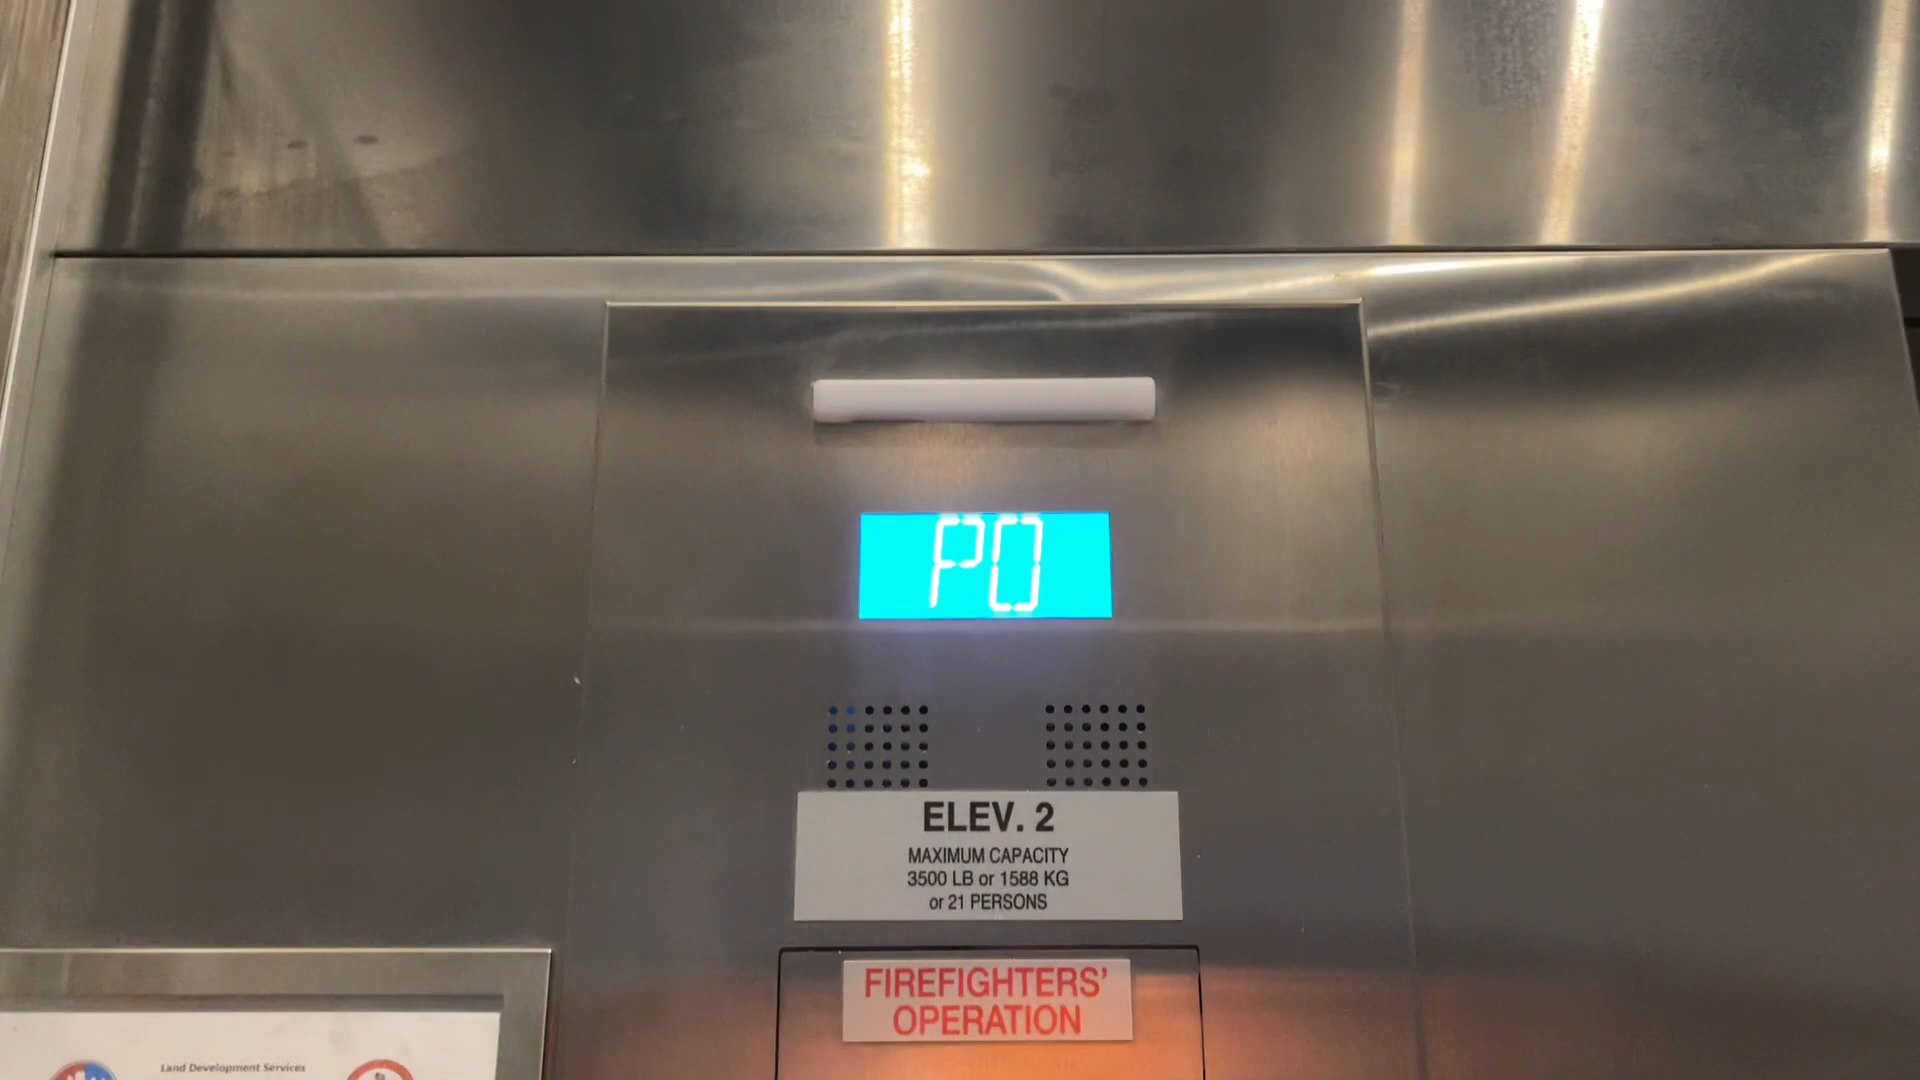 P0
ELEV. 2
MAXIMUM CAPACITY
3500 LB or 1588 KG
or 21 PERSONS
FIREFIGHTERS'
OPERATION
Land Development Services